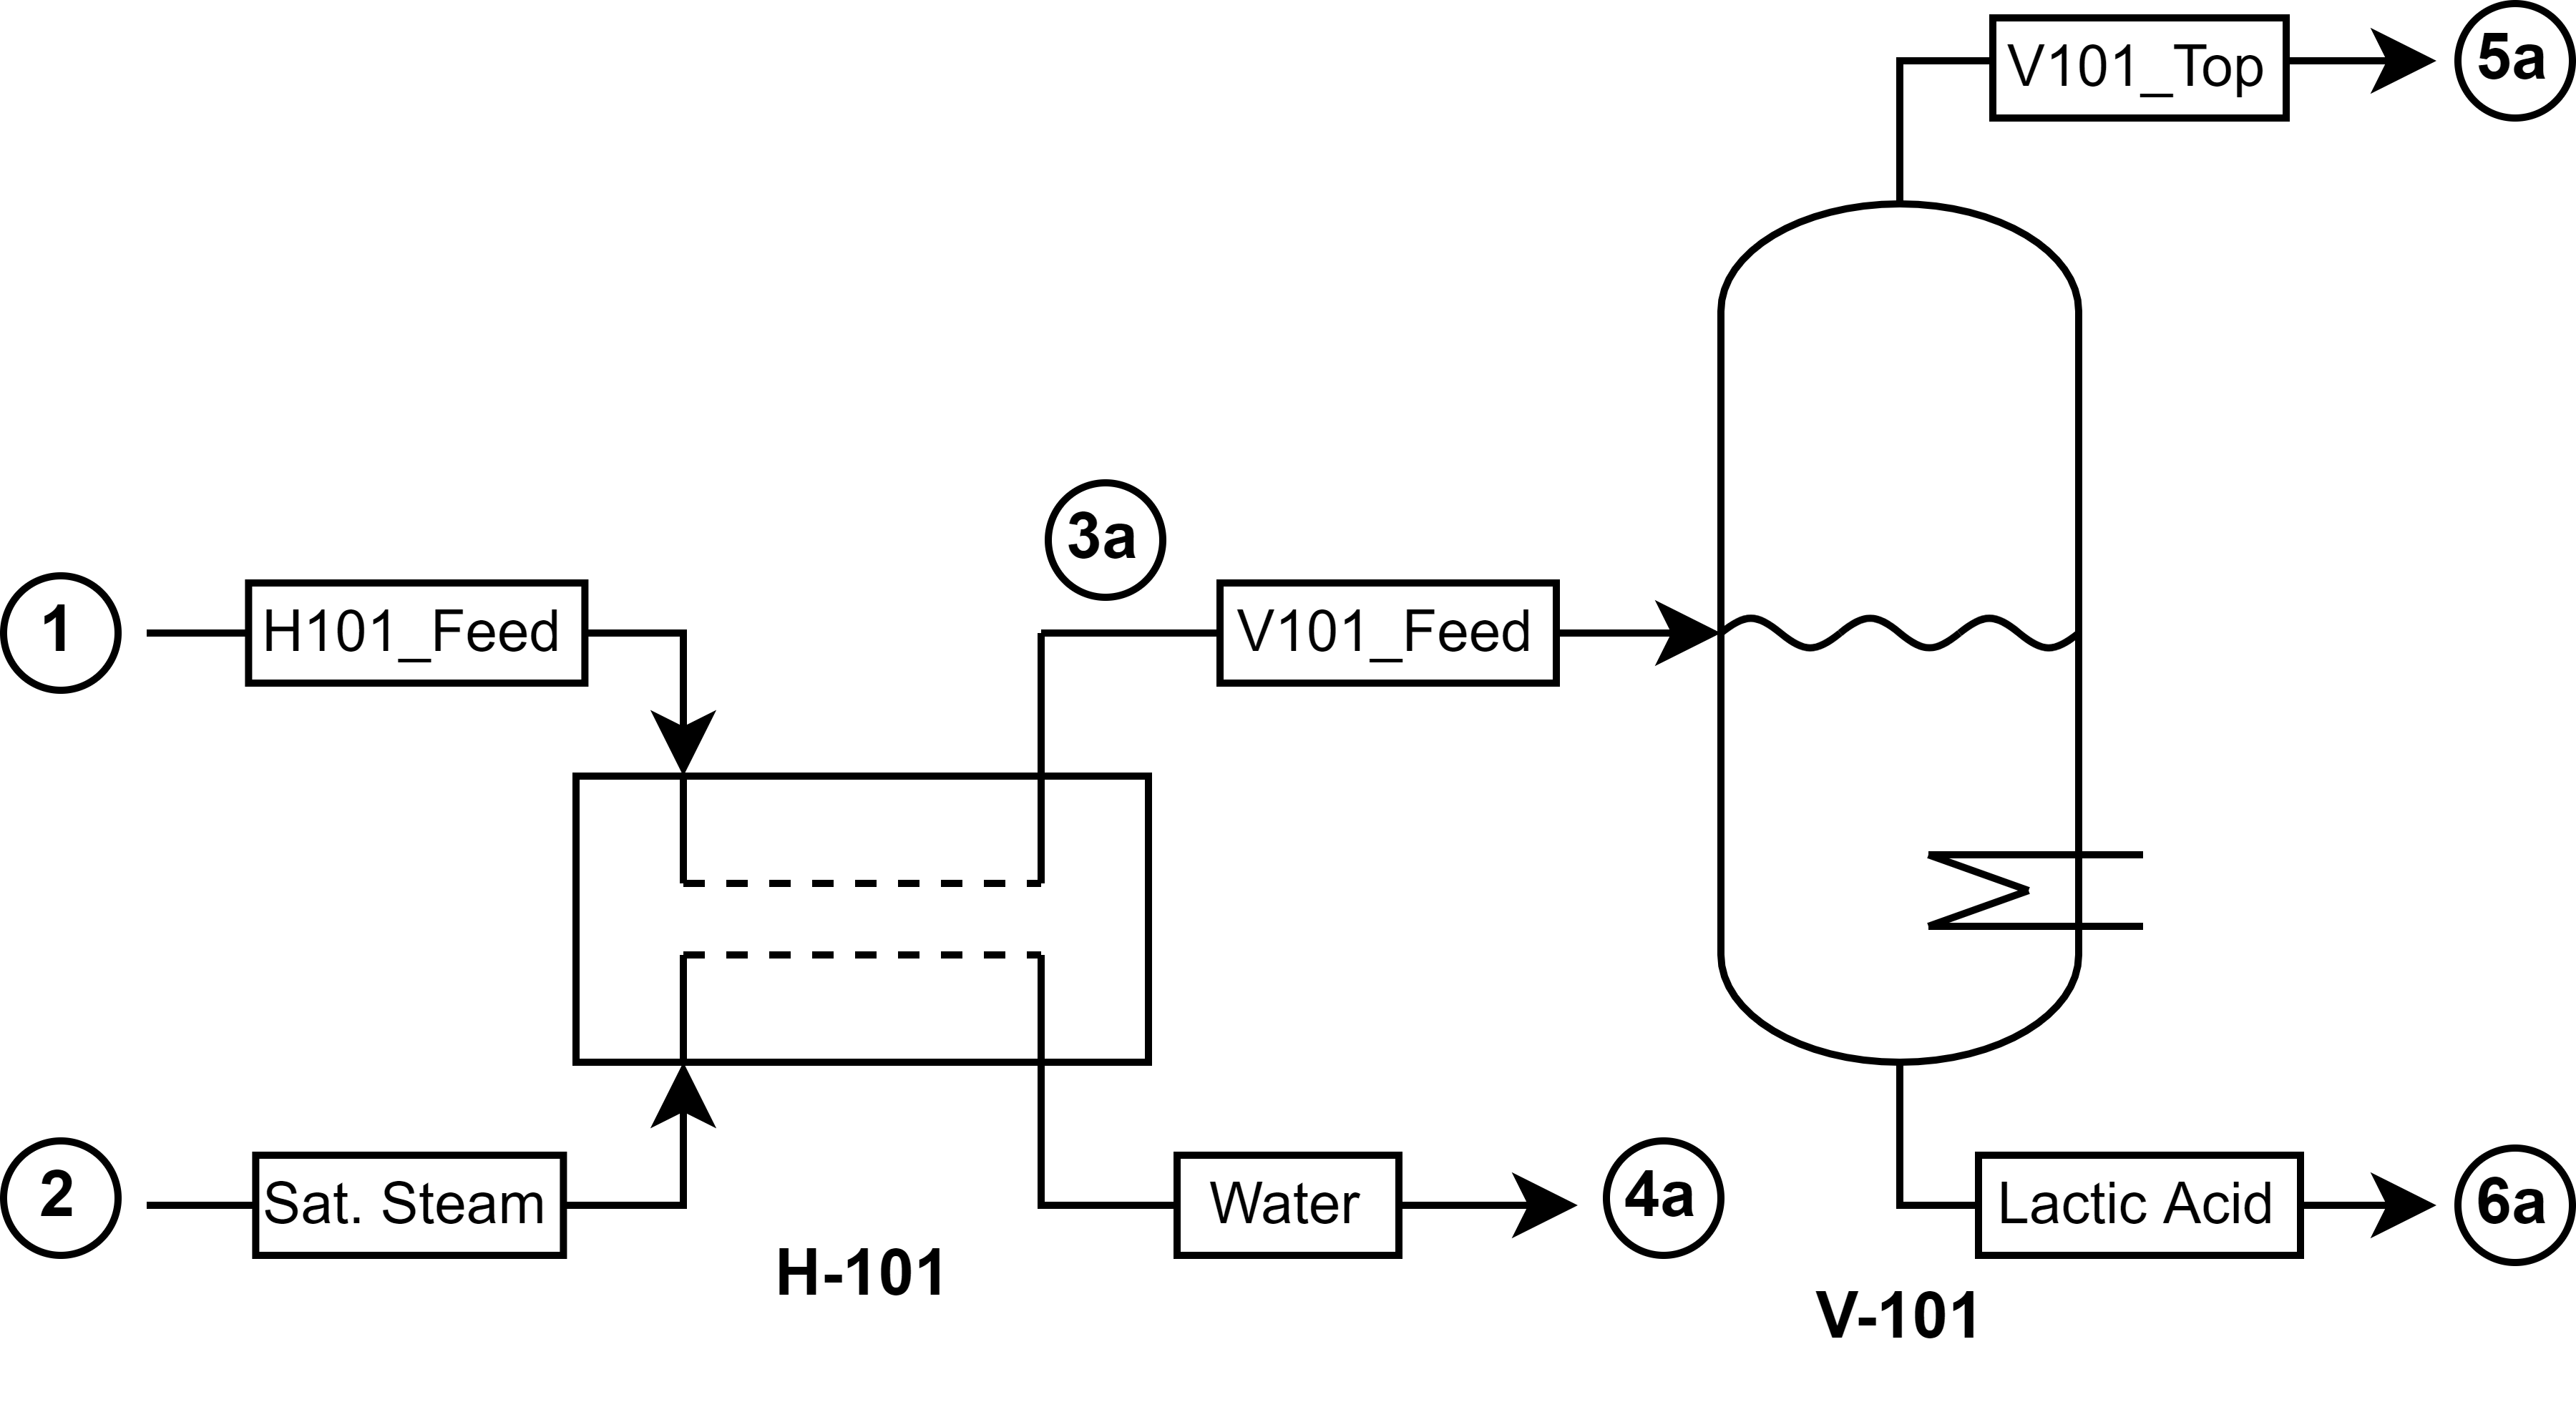 V101_Top
5a
3a
1
H101_Feed
V101_Feed
2
Sat. Steam
Water
4a
Lactic Acid
6a
H-101
V-101